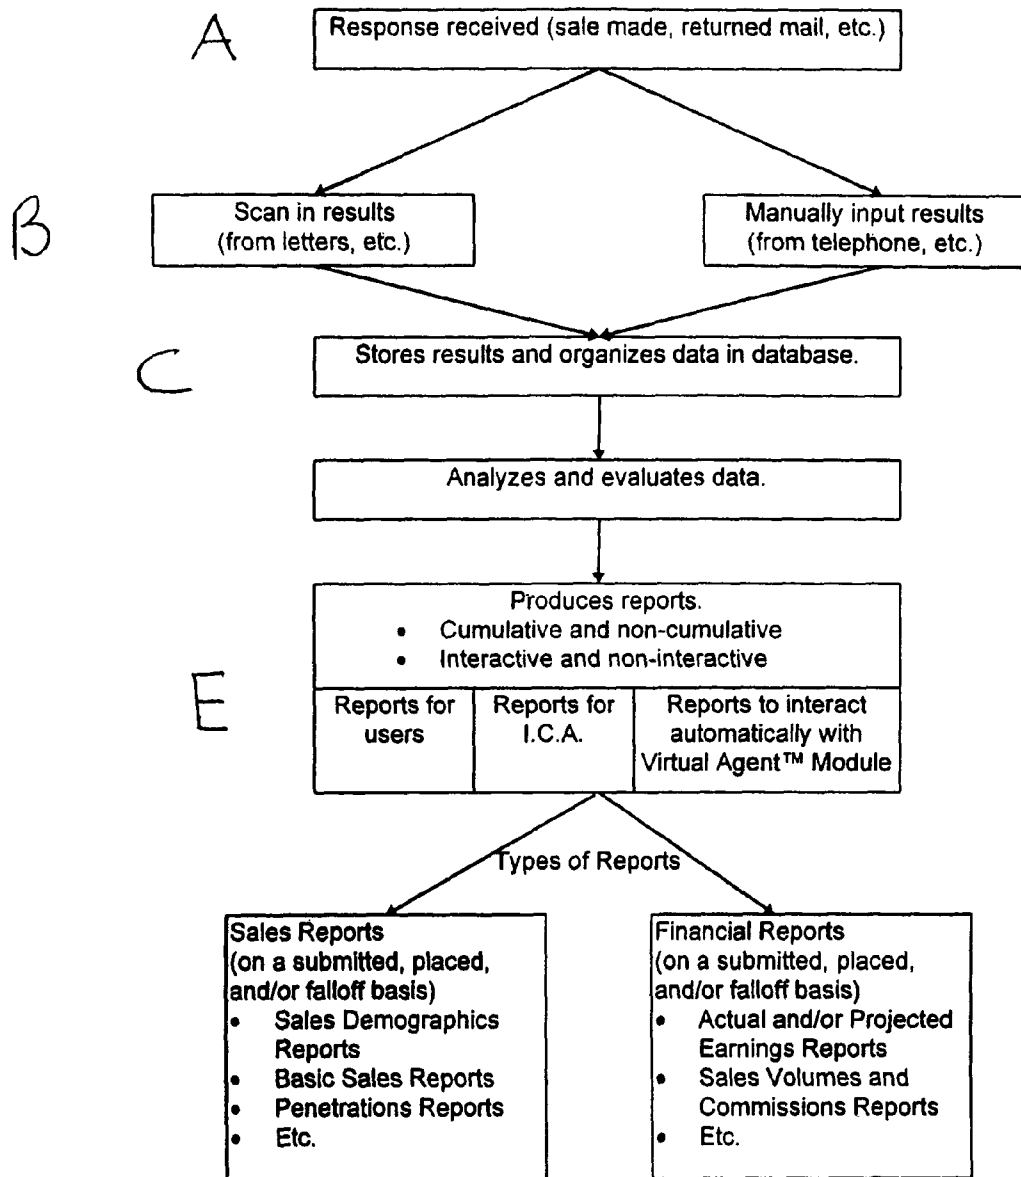 A
Response received (sale made, returned mail, etc.)
B
Scan in results
(from letters, etc.)
Manually input results
(from telephone, etc.)
C
Stores results and organizes data in database.
Analyzes and evaluates data.
E
Produces reports.
• Cumulative and non-cumulative
• Interactive and non-interactive
Reports for
users
Reports for
I.C.A.
Reports to interact
automatically with
Virtual Agent™ Module
Types of Reports
Sales Reports
(on a submitted, placed,
and/or falloff basis)
• Sales Demographics
Reports
• Basic Sales Reports
• Penetrations Reports
• Etc.
Financial Reports
(on a submitted, placed,
and/or falloff basis)
• Actual and/or Projected
Earnings Reports
• Sales Volumes and
Commissions Reports
• Etc.